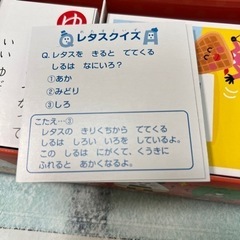 レタスクイズ
Q.レタスを きると でてくる
しるは なにいろ?
①あか
②みどり
③しろ
こたえ…③
レタスの きりくちから でてくる
しるは しろい いろを しているよ。
この しるは にがくて、くうきに
ふれると あかくなるよ。
ゆ